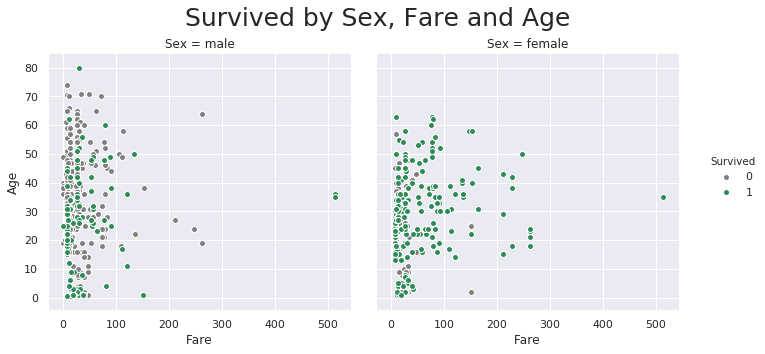 Survived by Sex, Fare and Age
Sex = male
Sex = female
80
70
60
50
40
30
20
10
0
Age
0 100 200 300 400 500
0 100 200 300 400 500
Fare
Fare
Survived
0
1